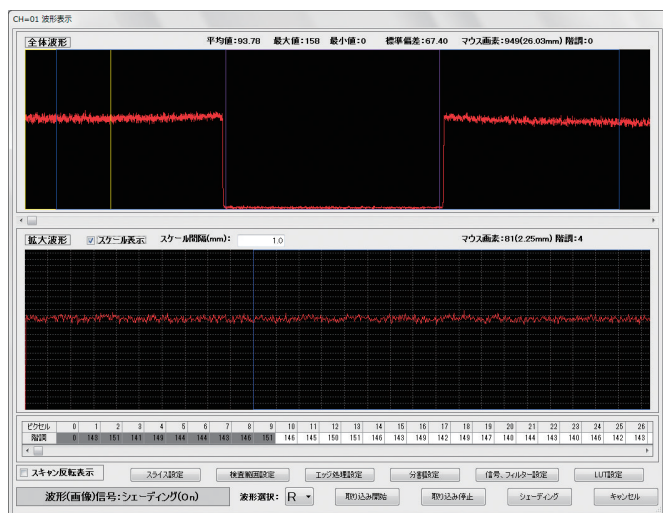 CH=01 波形表示
全体波形 平均値:93.78 最大値:158 最小値:0 標準偏差:67.40 マウス画素:949(26.03mm) 階調:0
拡大波形 スケール表示 スケール間隔(mm): 1.0 マウス画素:81(2.25mm) 階調:4
ピクセル 0 1 2 3 4 5 6 7 8 9 10 11 12 13 14 15 16 17 18 19 20 21 22 23 24 25 26
階調 0 143 151 141 149 144 144 143 146 151 146 145 150 151 146 143 149 142 149 147 140 144 143 140 146 142 143
スキャン反転表示 スライス設定 検査範囲設定 エッジ処理設定 分割設定 信号、フィルター設定 LUT設定
波形(画像)信号:シェーディング(On) 波形選択: R 取り込み開始 取り込み停止 シェーディング キャンセル